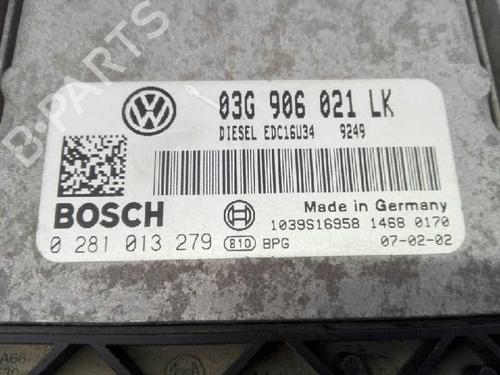 03G 906 021 LK
DIESEL EDC16U34 9249
BOSCH
Made in Germany
1039S16958 1468 0170
0 281 013 279 810 BPG 07-02-02
B-PARTS
A66-